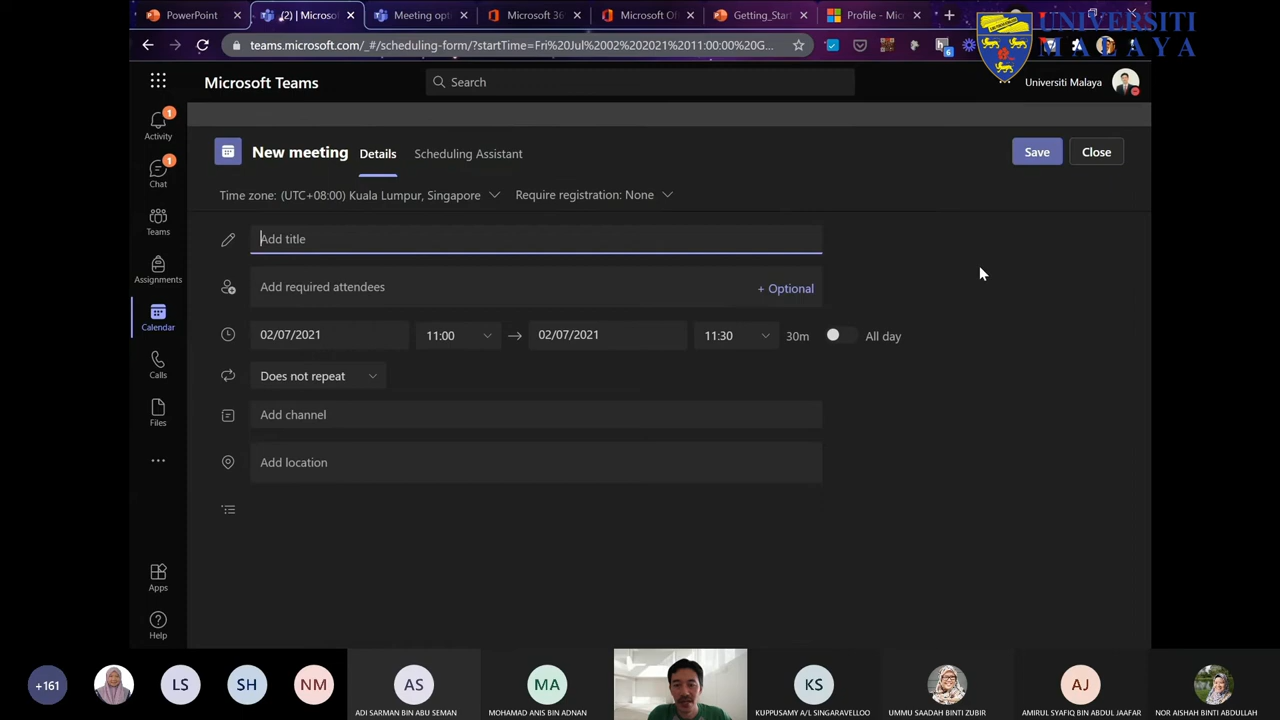 PowerPoint
(2) | Microsoft
Meeting opt
Microsoft 36
Microsoft Of
Getting_Start
Profile - Mic
UNIVERSITI
MALAYA
teams.microsoft.com/_#/scheduling-form/?startTime=Fri%20Jul%2002%202021%2011:00:00%20G...
6
Microsoft Teams
Search
Universiti Malaya
1
Activity
1
Chat
Teams
Assignments
Calendar
Calls
Files
Apps
Help
New meeting
Details
Scheduling Assistant
Save
Close
Time zone: (UTC+08:00) Kuala Lumpur, Singapore
Require registration: None
Add title
Add required attendees
+ Optional
02/07/2021
11:00
02/07/2021
11:30
30m
All day
Does not repeat
Add channel
Add location
+161
LS
SH
NM
AS
ADI SARMAN BIN ABU SEMAN
MA
MOHAMAD ANIS BIN ADNAN
KS
KUPPUSAMY A/L SINGARAVELLOO
UMMU SAADAH BINTI ZUBIR
AJ
AMIRUL SYAFIQ BIN ABDUL JAAFAR
NOR AISHAH BINTI ABDULLAH